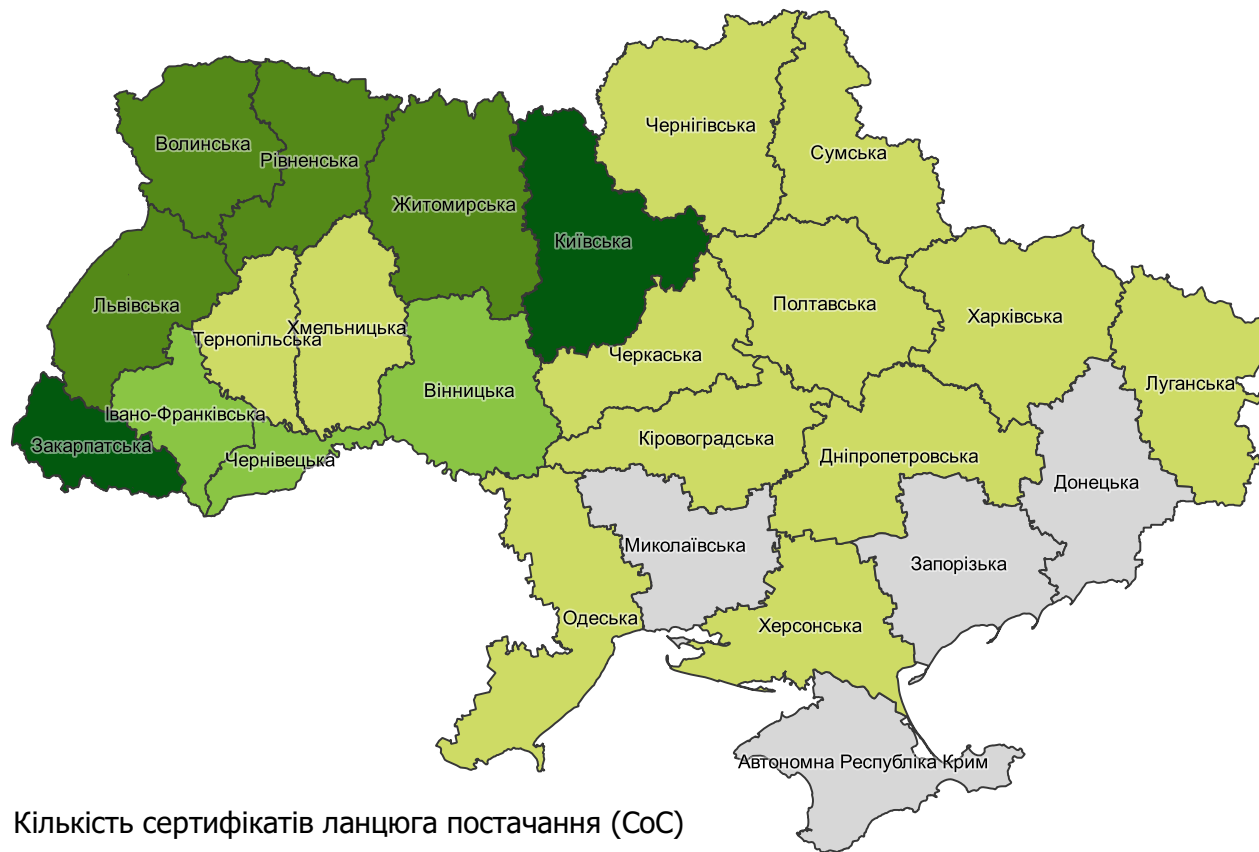 Чернігівська
Волинська
Сумська
Рівненська
Житомирська
Київська
Львівська
Полтавська
Хмельницька
Харківська
Тернопільська
Черкаська
Луганська
Вінницька
Івано-Франківська
Кіровоградська
Закарпатська
Чернівецька
Дніпропетровська
Донецька
Миколаївська
Запорізька
Одеська
Херсонська
Автономна Республіка Крим
Кількість сертифікатів ланцюга постачання (СоС)